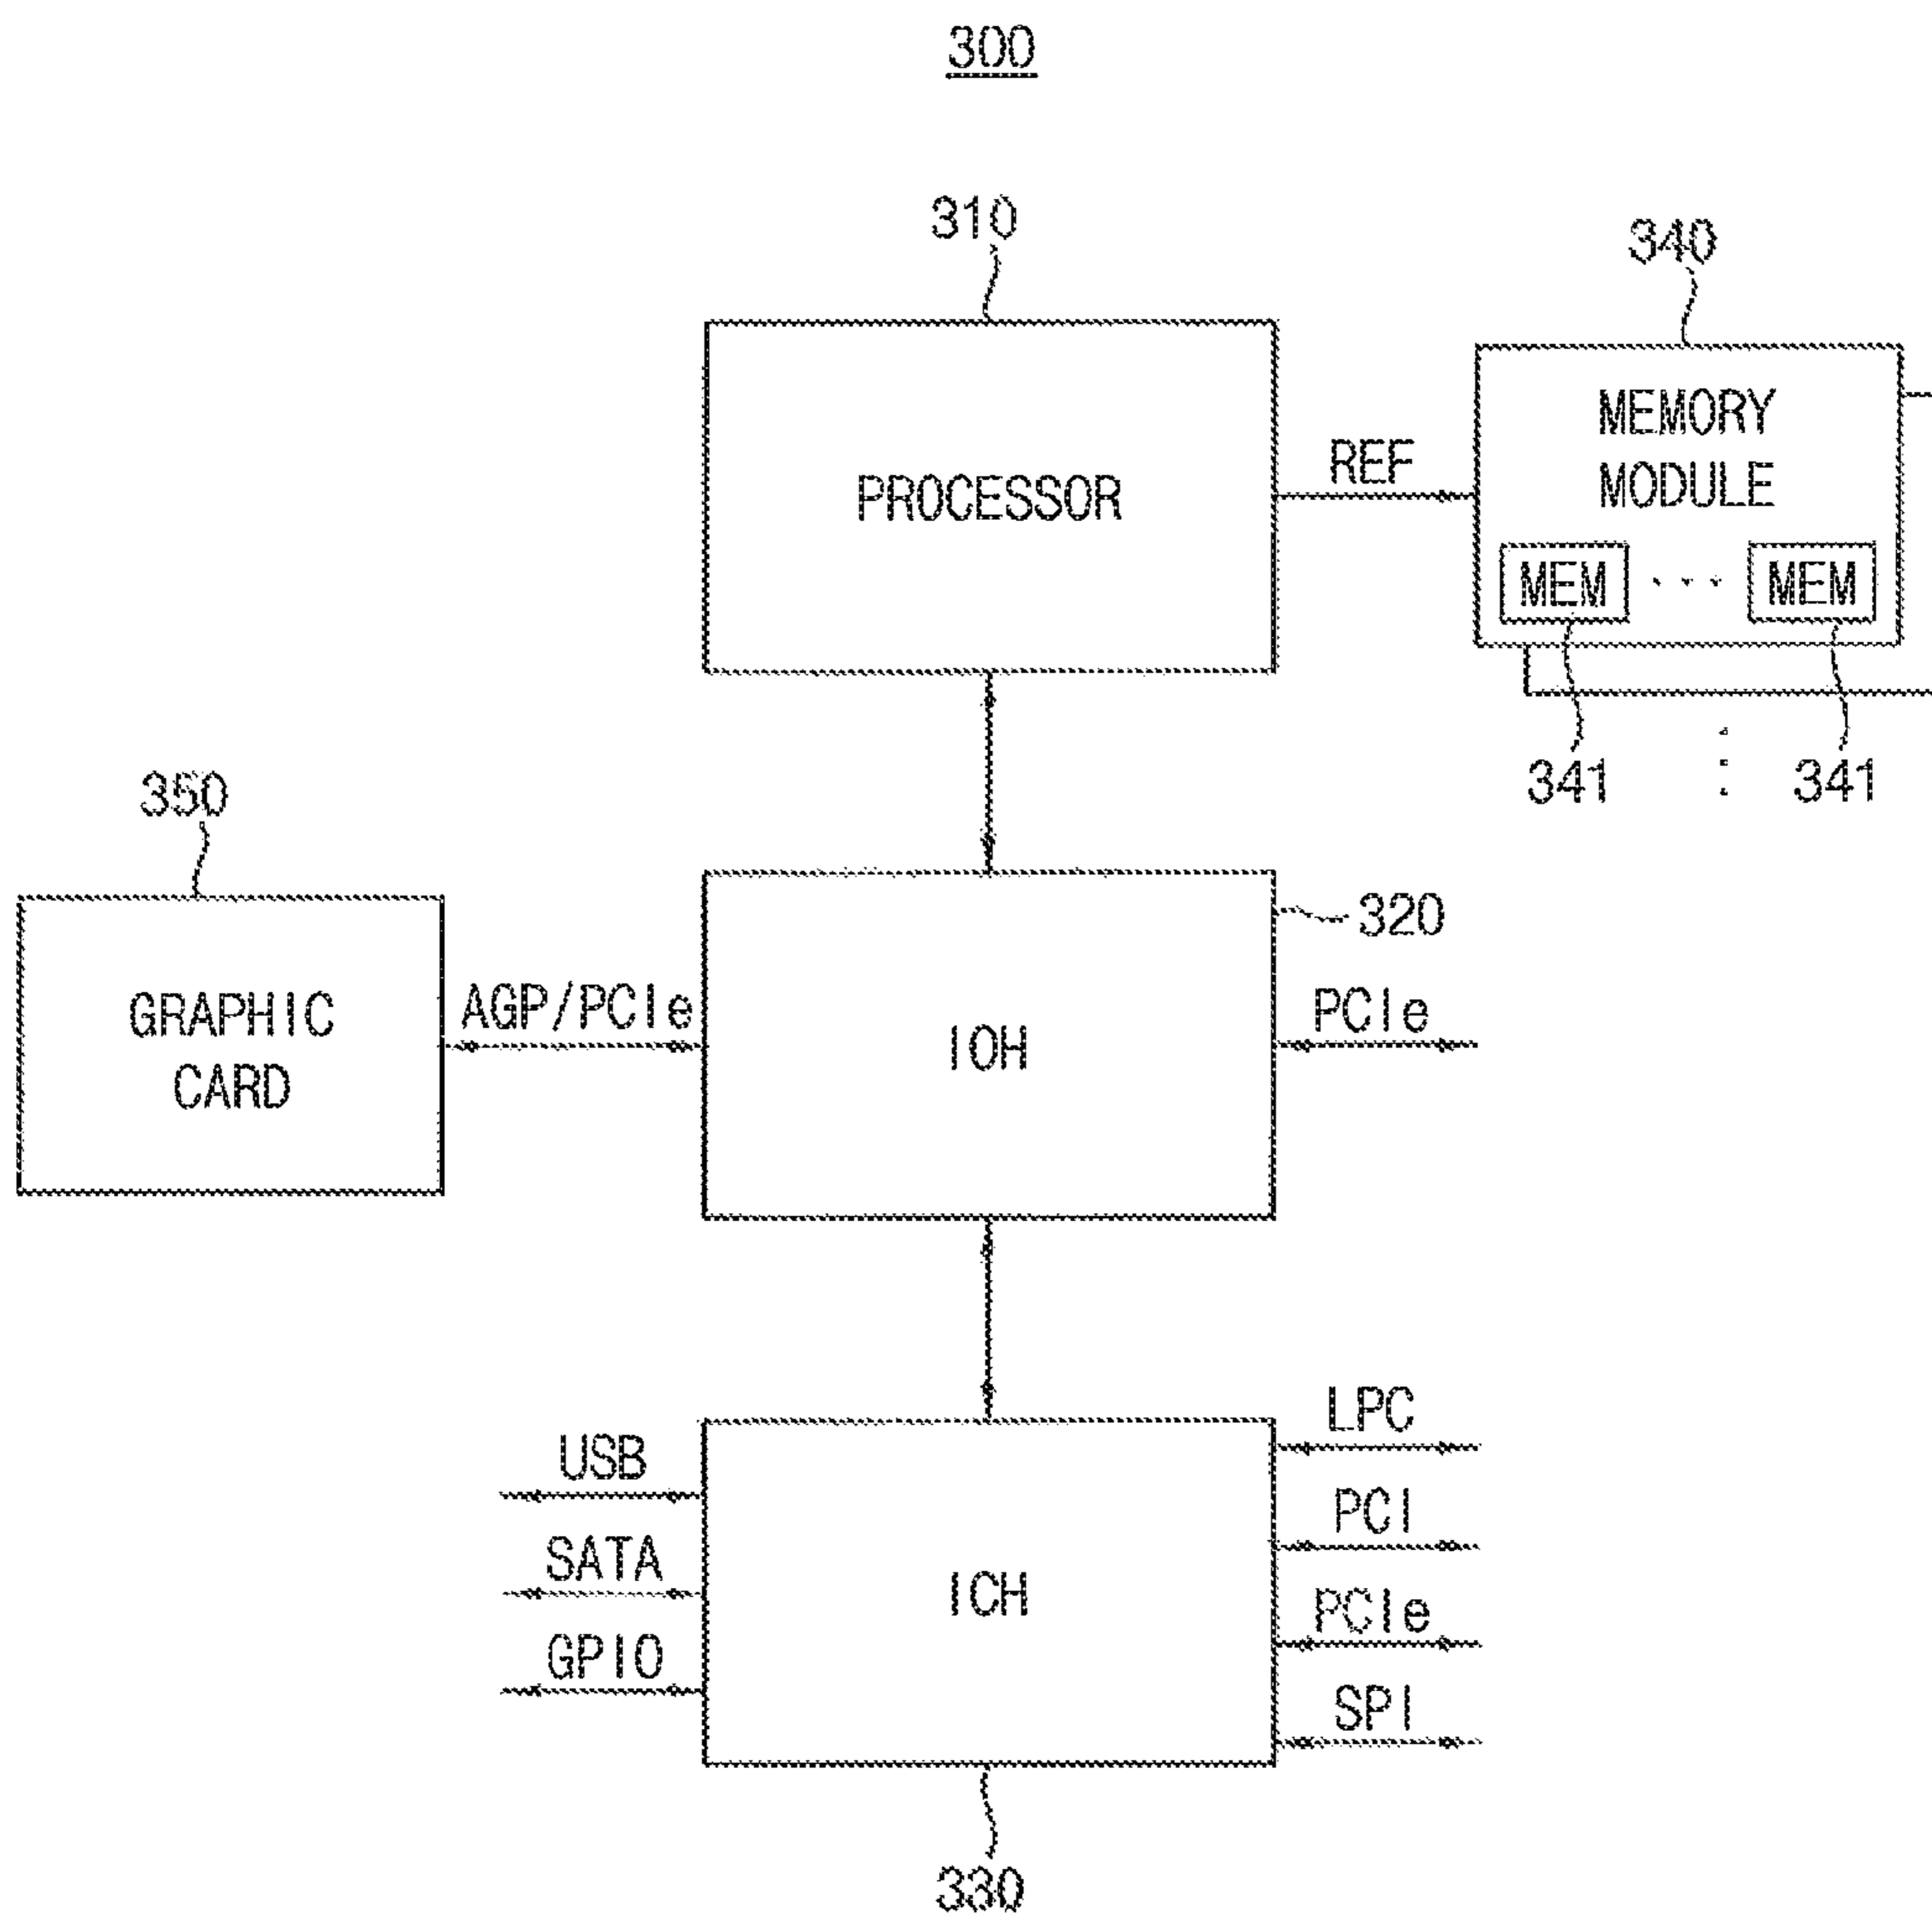 300
310
340
PROCESSOR
REF
MEMORY
MODULE
MEM
MEM
341
341
350
320
GRAPHIC
CARD
AGP/PCIe
IOH
PCIe
USB
SATA
GPIO
ICH
LPC
PCI
PCIe
SPI
330